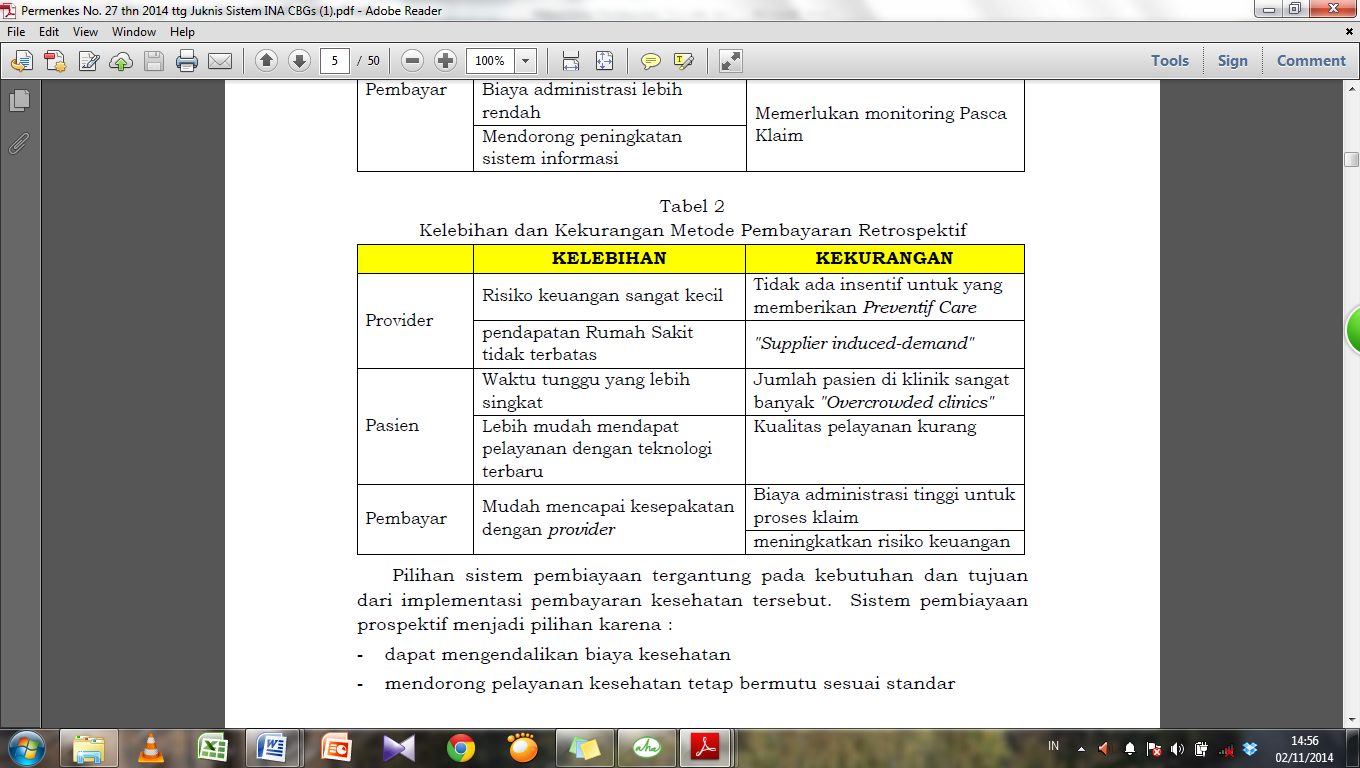 Permenkes No. 27 thn 2014 ttg Juknis Sistem INA CBGs (1).pdf - Adobe Reader
File Edit View Window Help
5 / 50 100% Tools Sign Comment
Pembayar
Biaya administrasi lebih
rendah
Mendorong peningkatan
sistem informasi
Memerlukan monitoring Pasca
Klaim
Tabel 2
Kelebihan dan Kekurangan Metode Pembayaran Retrospektif
KELEBIHAN KEKURANGAN
Provider
Risiko keuangan sangat kecil
Tidak ada insentif untuk yang
memberikan Preventif Care
pendapatan Rumah Sakit
tidak terbatas
"Supplier induced-demand"
Pasien
Waktu tunggu yang lebih
singkat
Jumlah pasien di klinik sangat
banyak "Overcrowded clinics"
Lebih mudah mendapat
pelayanan dengan teknologi
terbaru
Kualitas pelayanan kurang
Pembayar
Mudah mencapai kesepakatan
dengan provider
Biaya administrasi tinggi untuk
proses klaim
meningkatkan risiko keuangan
Pilihan sistem pembiayaan tergantung pada kebutuhan dan tujuan
dari implementasi pembayaran kesehatan tersebut. Sistem pembiayaan
prospektif menjadi pilihan karena :
- dapat mengendalikan biaya kesehatan
- mendorong pelayanan kesehatan tetap bermutu sesuai standar
aha
IN
14:56
02/11/2014